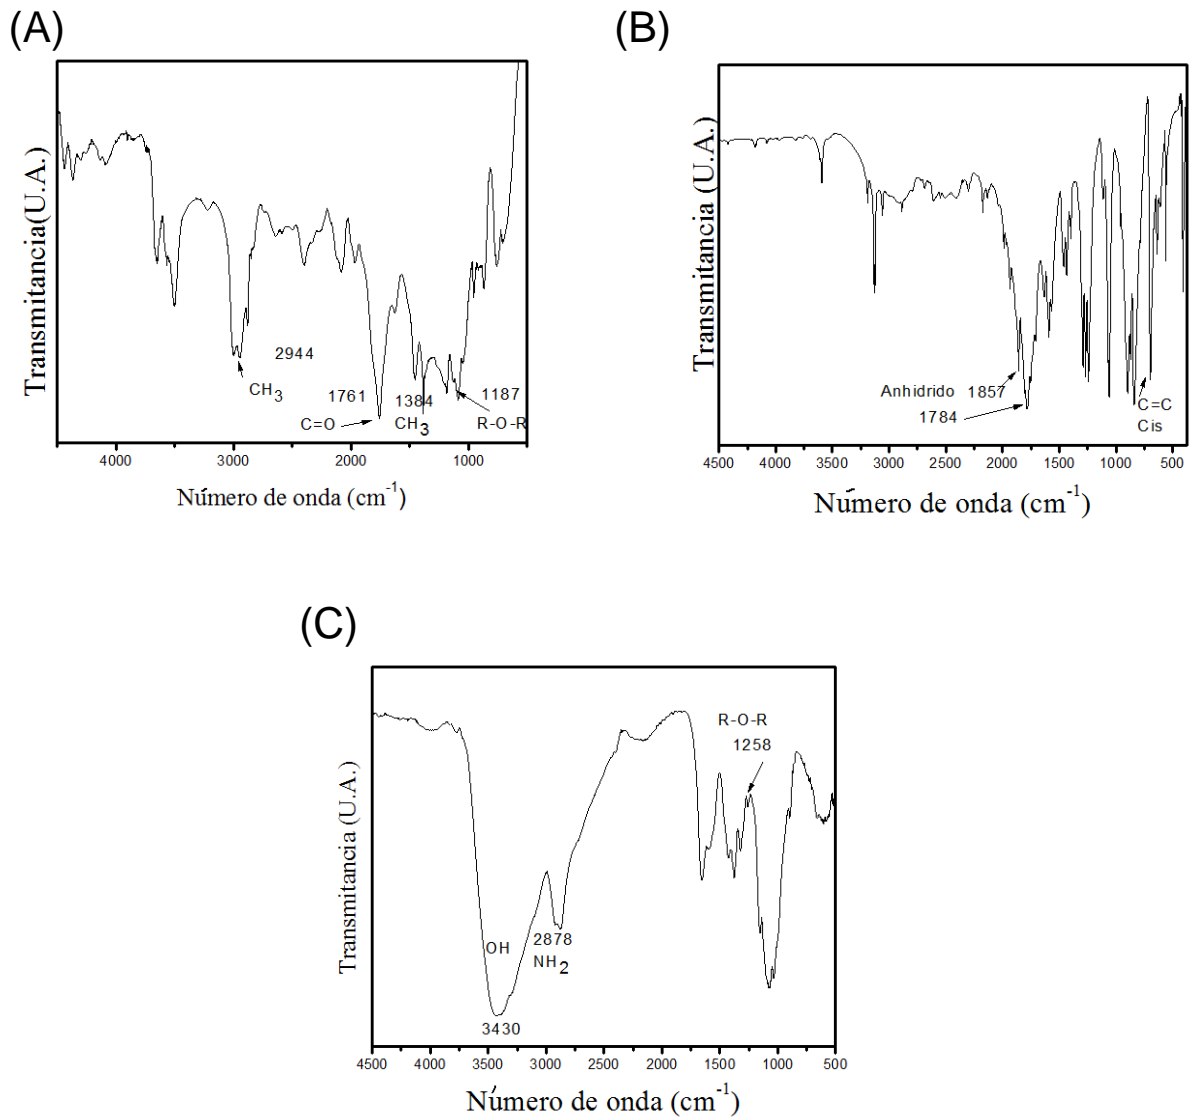 (A)
Transmitancia(U.A.)
2944
CH3
1761
C=O
1384
CH3
1187
R-O-R
4000 3000 2000 1000
Número de onda (cm-1)
(B)
Transmitancia (U.A.)
Anhidrido 1857
1784
C=C
Cis
4500 4000 3500 3000 2500 2000 1500 1000 500
Número de onda (cm-1)
(C)
Transmitancia (U.A.)
R-O-R
1258
OH
2878
NH2
3430
4500 4000 3500 3000 2500 2000 1500 1000 500
Número de onda (cm-1)